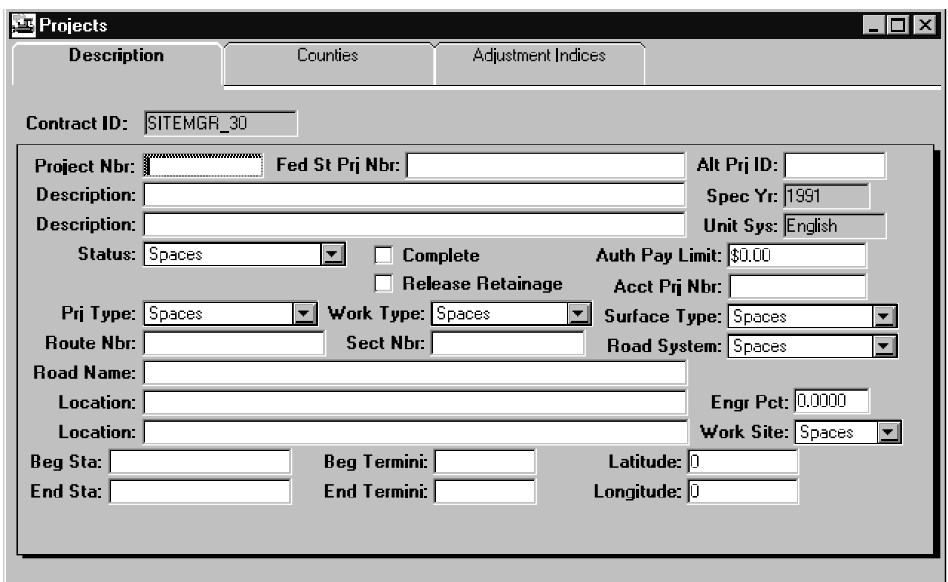 Projects
Description Counties Adjustment Indices
Contract ID: SITEMGR_30
Project Nbr: Fed St Prj Nbr: Alt Prj ID:
Description: Spec Yr: 1991
Description: Unit Sys: English
Status: Spaces Complete Auth Pay Limit: $0.00
Release Retainage Acct Prj Nbr:
Prj Type: Spaces Work Type: Spaces Surface Type: Spaces
Route Nbr: Sect Nbr: Road System: Spaces
Road Name:
Location: Engr Pct: 0.0000
Location: Work Site: Spaces
Beg Sta: Beg Termini: Latitude: 0
End Sta: End Termini: Longitude: 0